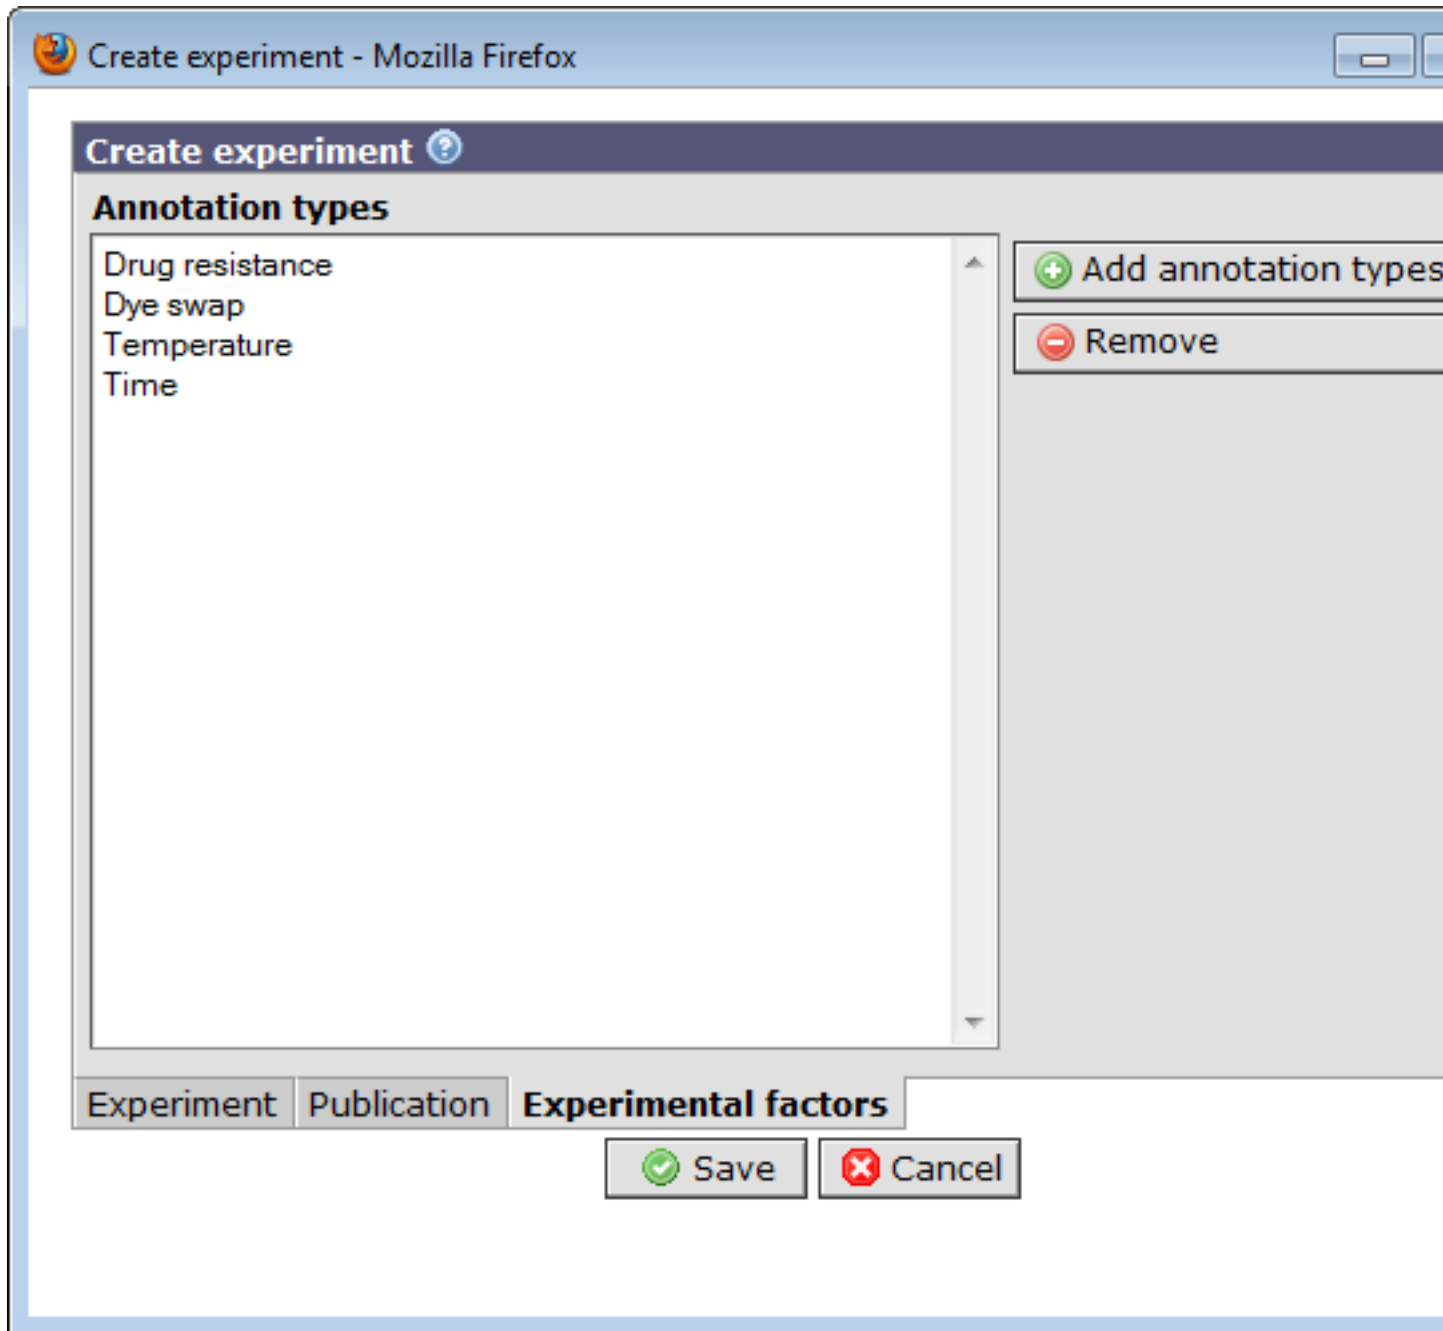 Create experiment - Mozilla Firefox
Create experiment
Annotation types
Drug resistance
Dye swap
Temperature
Time
Add annotation types
Remove
Experiment
Publication
Experimental factors
Save
Cancel